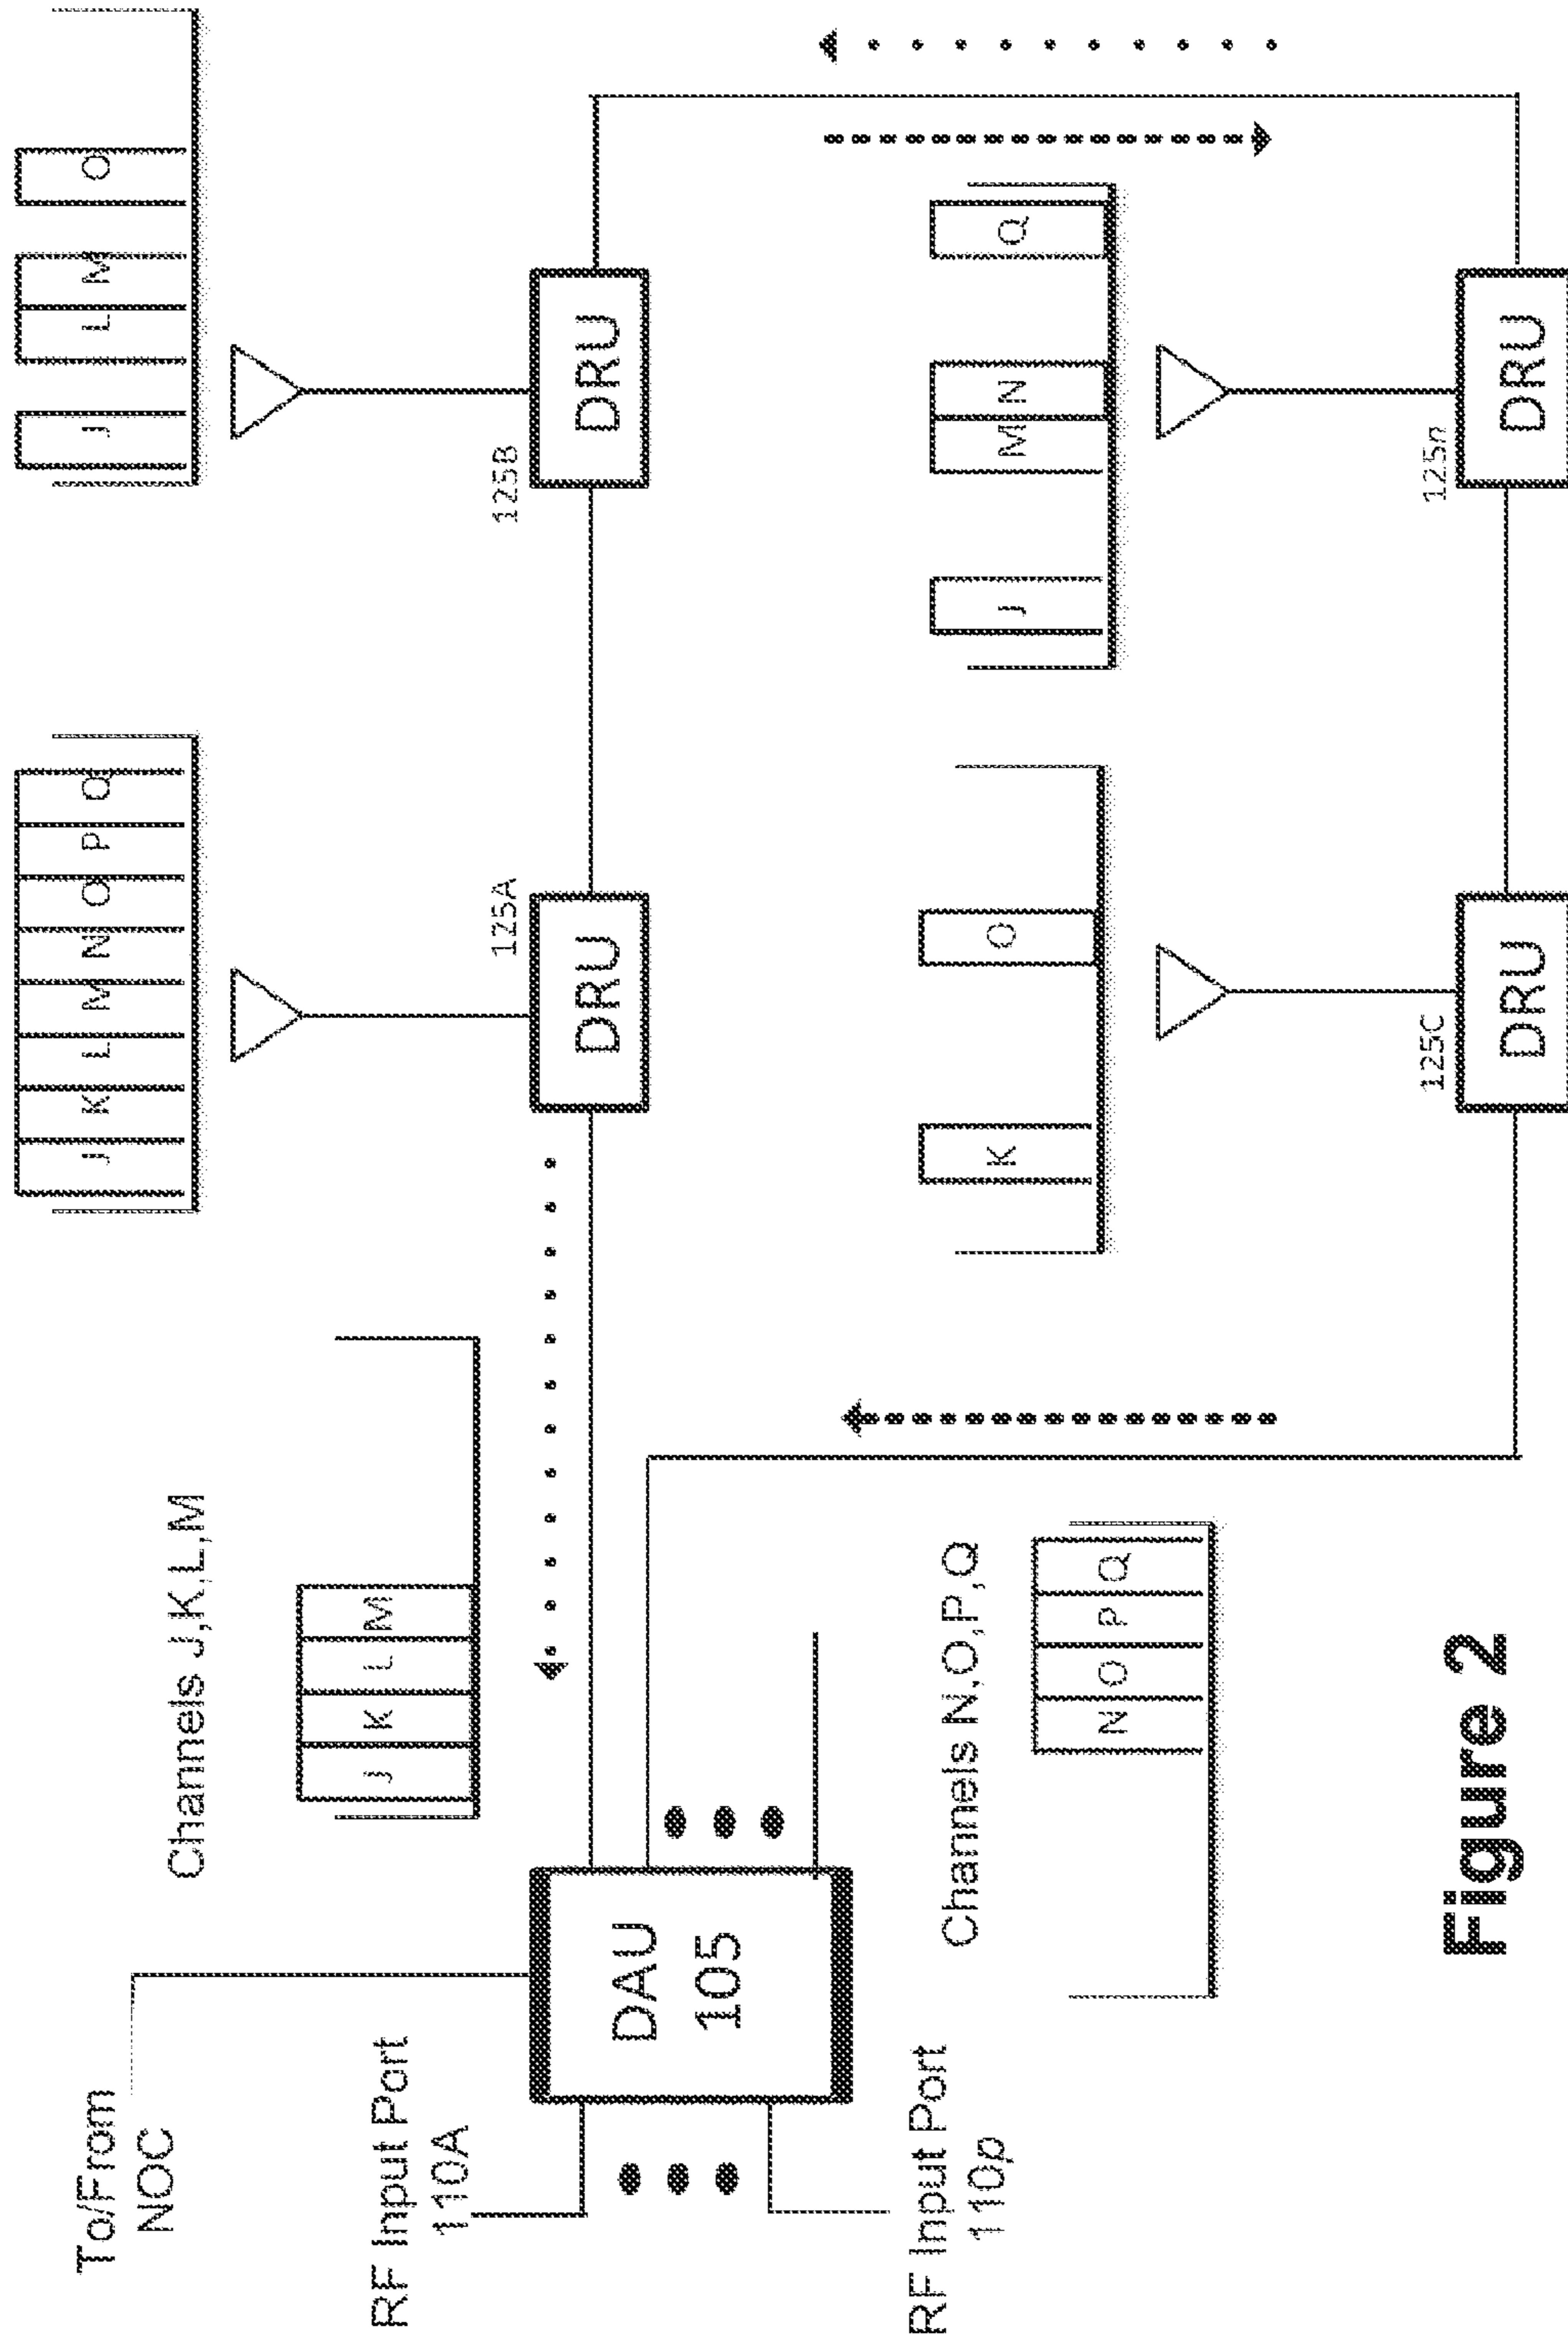 To/From
NOC
Channels J,K,L,M
J K L M N O P Q
J L M O
RF Input Port
110A
J K L M
125A
125B
DAU
105
DRU
DRU
RF Input Port
110p
Channels N,O,P,Q
N O P Q
K O
J M N Q
125C
125n
DRU
DRU
Figure 2